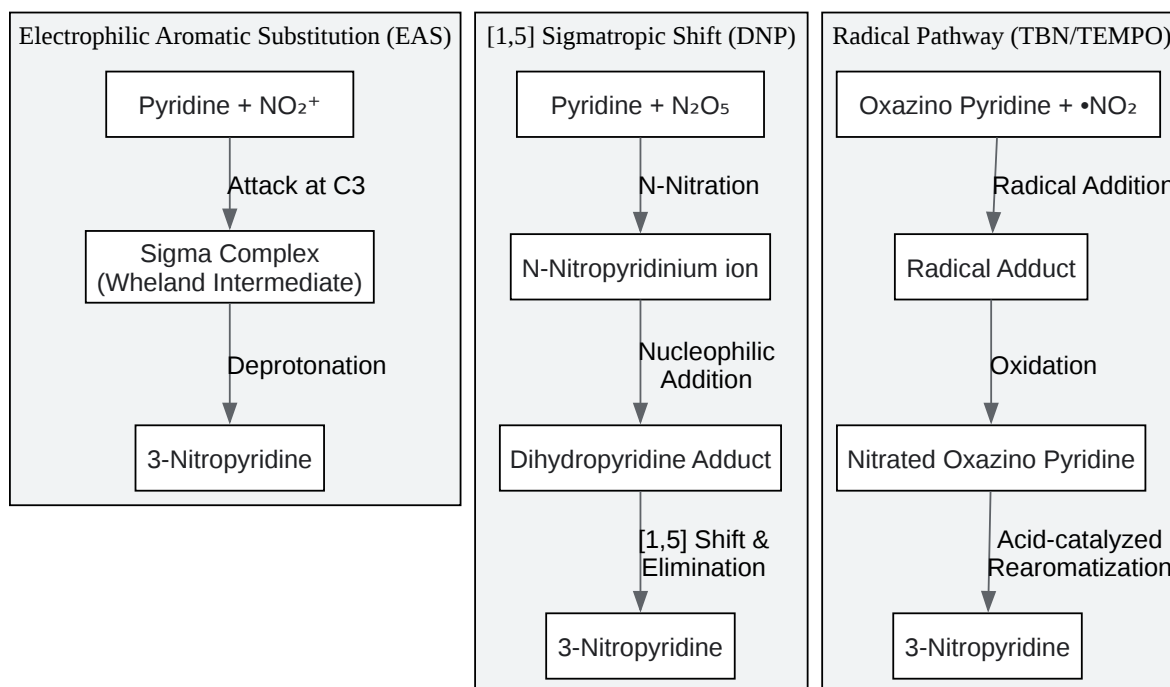 Electrophilic Aromatic Substitution (EAS)
Pyridine + NO₂⁺
Attack at C3
Sigma Complex
(Wheland Intermediate)
Deprotonation
3-Nitropyridine
[1,5] Sigmatropic Shift (DNP)
Pyridine + N₂O₅
N-Nitration
N-Nitropyridinium ion
Nucleophilic
Addition
Dihydropyridine Adduct
[1,5] Shift &
Elimination
3-Nitropyridine
Radical Pathway (TBN/TEMPO)
Oxazino Pyridine + •NO₂
Radical Addition
Radical Adduct
Oxidation
Nitrated Oxazino Pyridine
Acid-catalyzed
Rearomatization
3-Nitropyridine